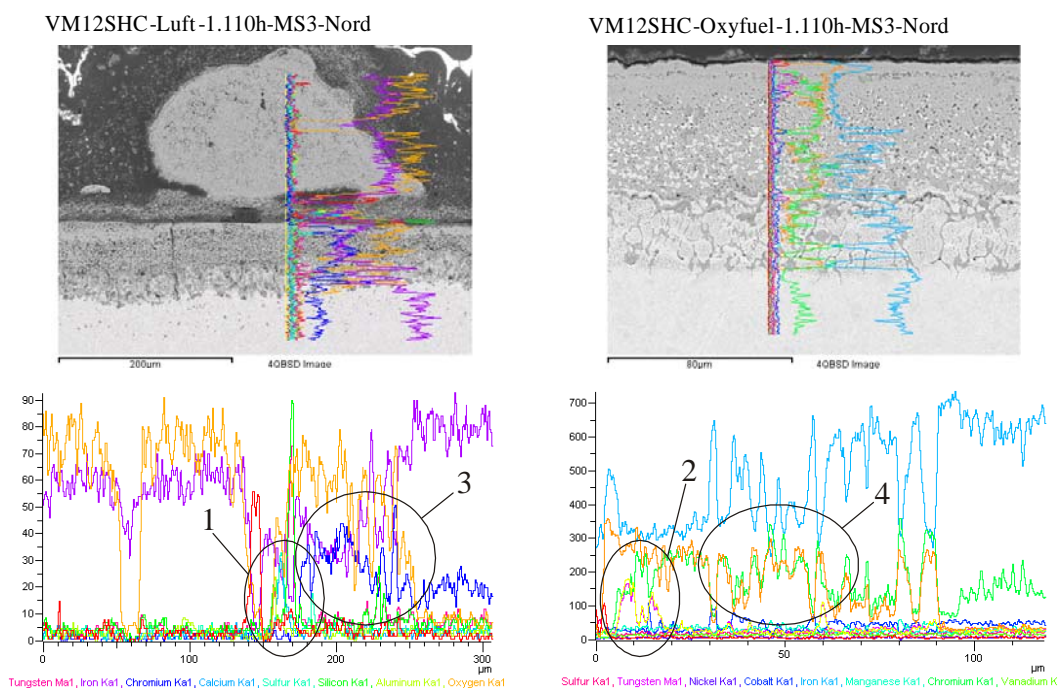 VM12SHC-Luft-1.110h-MS3-Nord
VM12SHC-Oxyfuel-1.110h-MS3-Nord
200µm 4QBSD Image
80µm 4QBSD Image
90
80
70
60
50
40
30
20
10
0
0 100 200 300
µm
1
3
Tungsten Ma1, Iron Ka1, Chromium Ka1, Calcium Ka1, Sulfur Ka1, Silicon Ka1, Aluminum Ka1, Oxygen Ka1
700
600
500
400
300
200
100
0
0 50 100
µm
2
4
Sulfur Ka1, Tungsten Ma1, Nickel Ka1, Cobalt Ka1, Iron Ka1, Manganese Ka1, Chromium Ka1, Vanadium K